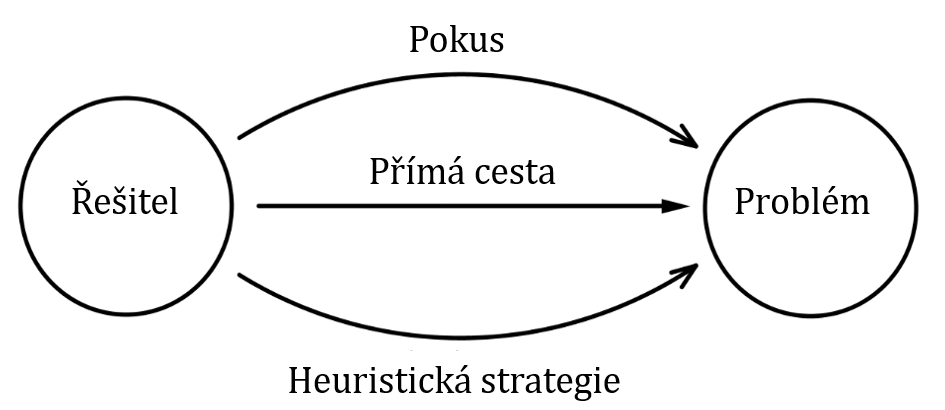 Pokus
Přímá cesta
Řešitel
Problém
Heuristická strategie